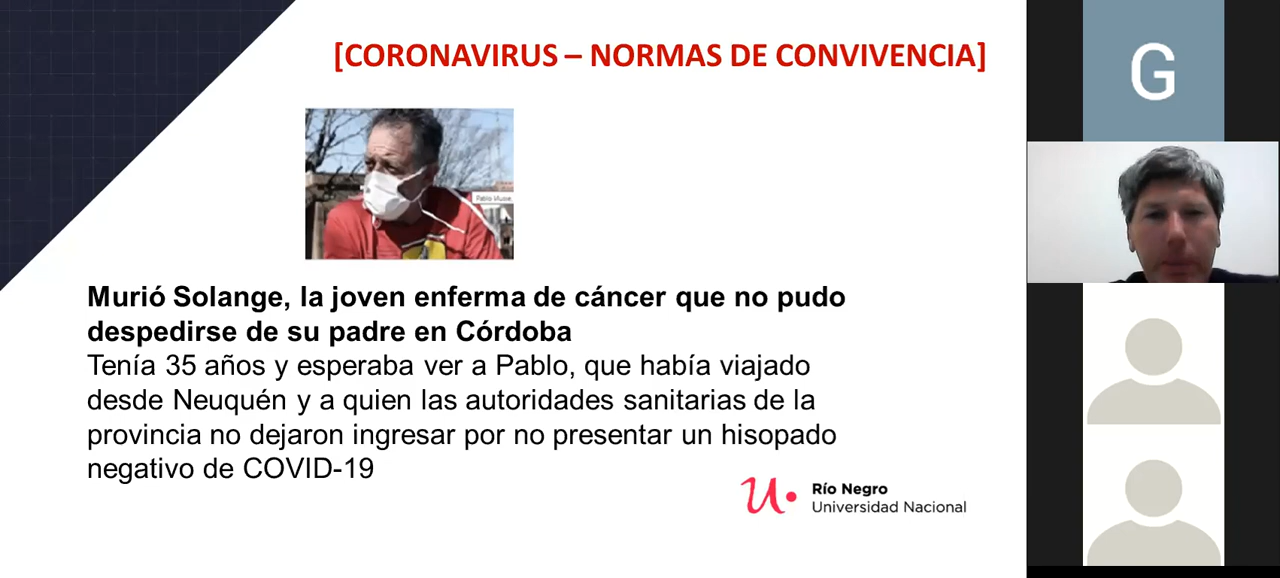 [CORONAVIRUS – NORMAS DE CONVIVENCIA]
G
Murió Solange, la joven enferma de cáncer que no pudo
despedirse de su padre en Córdoba
Tenía 35 años y esperaba ver a Pablo, que había viajado
desde Neuquén y a quien las autoridades sanitarias de la
provincia no dejaron ingresar por no presentar un hisopado
negativo de COVID-19
Río Negro
Universidad Nacional